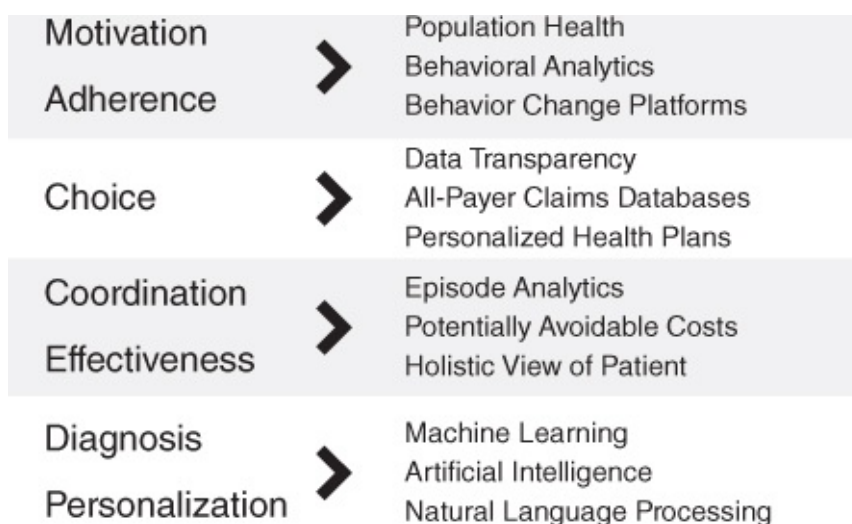 Motivation
Adherence
Population Health
Behavioral Analytics
Behavior Change Platforms
Choice
Data Transparency
All-Payer Claims Databases
Personalized Health Plans
Coordination
Effectiveness
Episode Analytics
Potentially Avoidable Costs
Holistic View of Patient
Diagnosis
Personalization
Machine Learning
Artificial Intelligence
Natural Language Processing